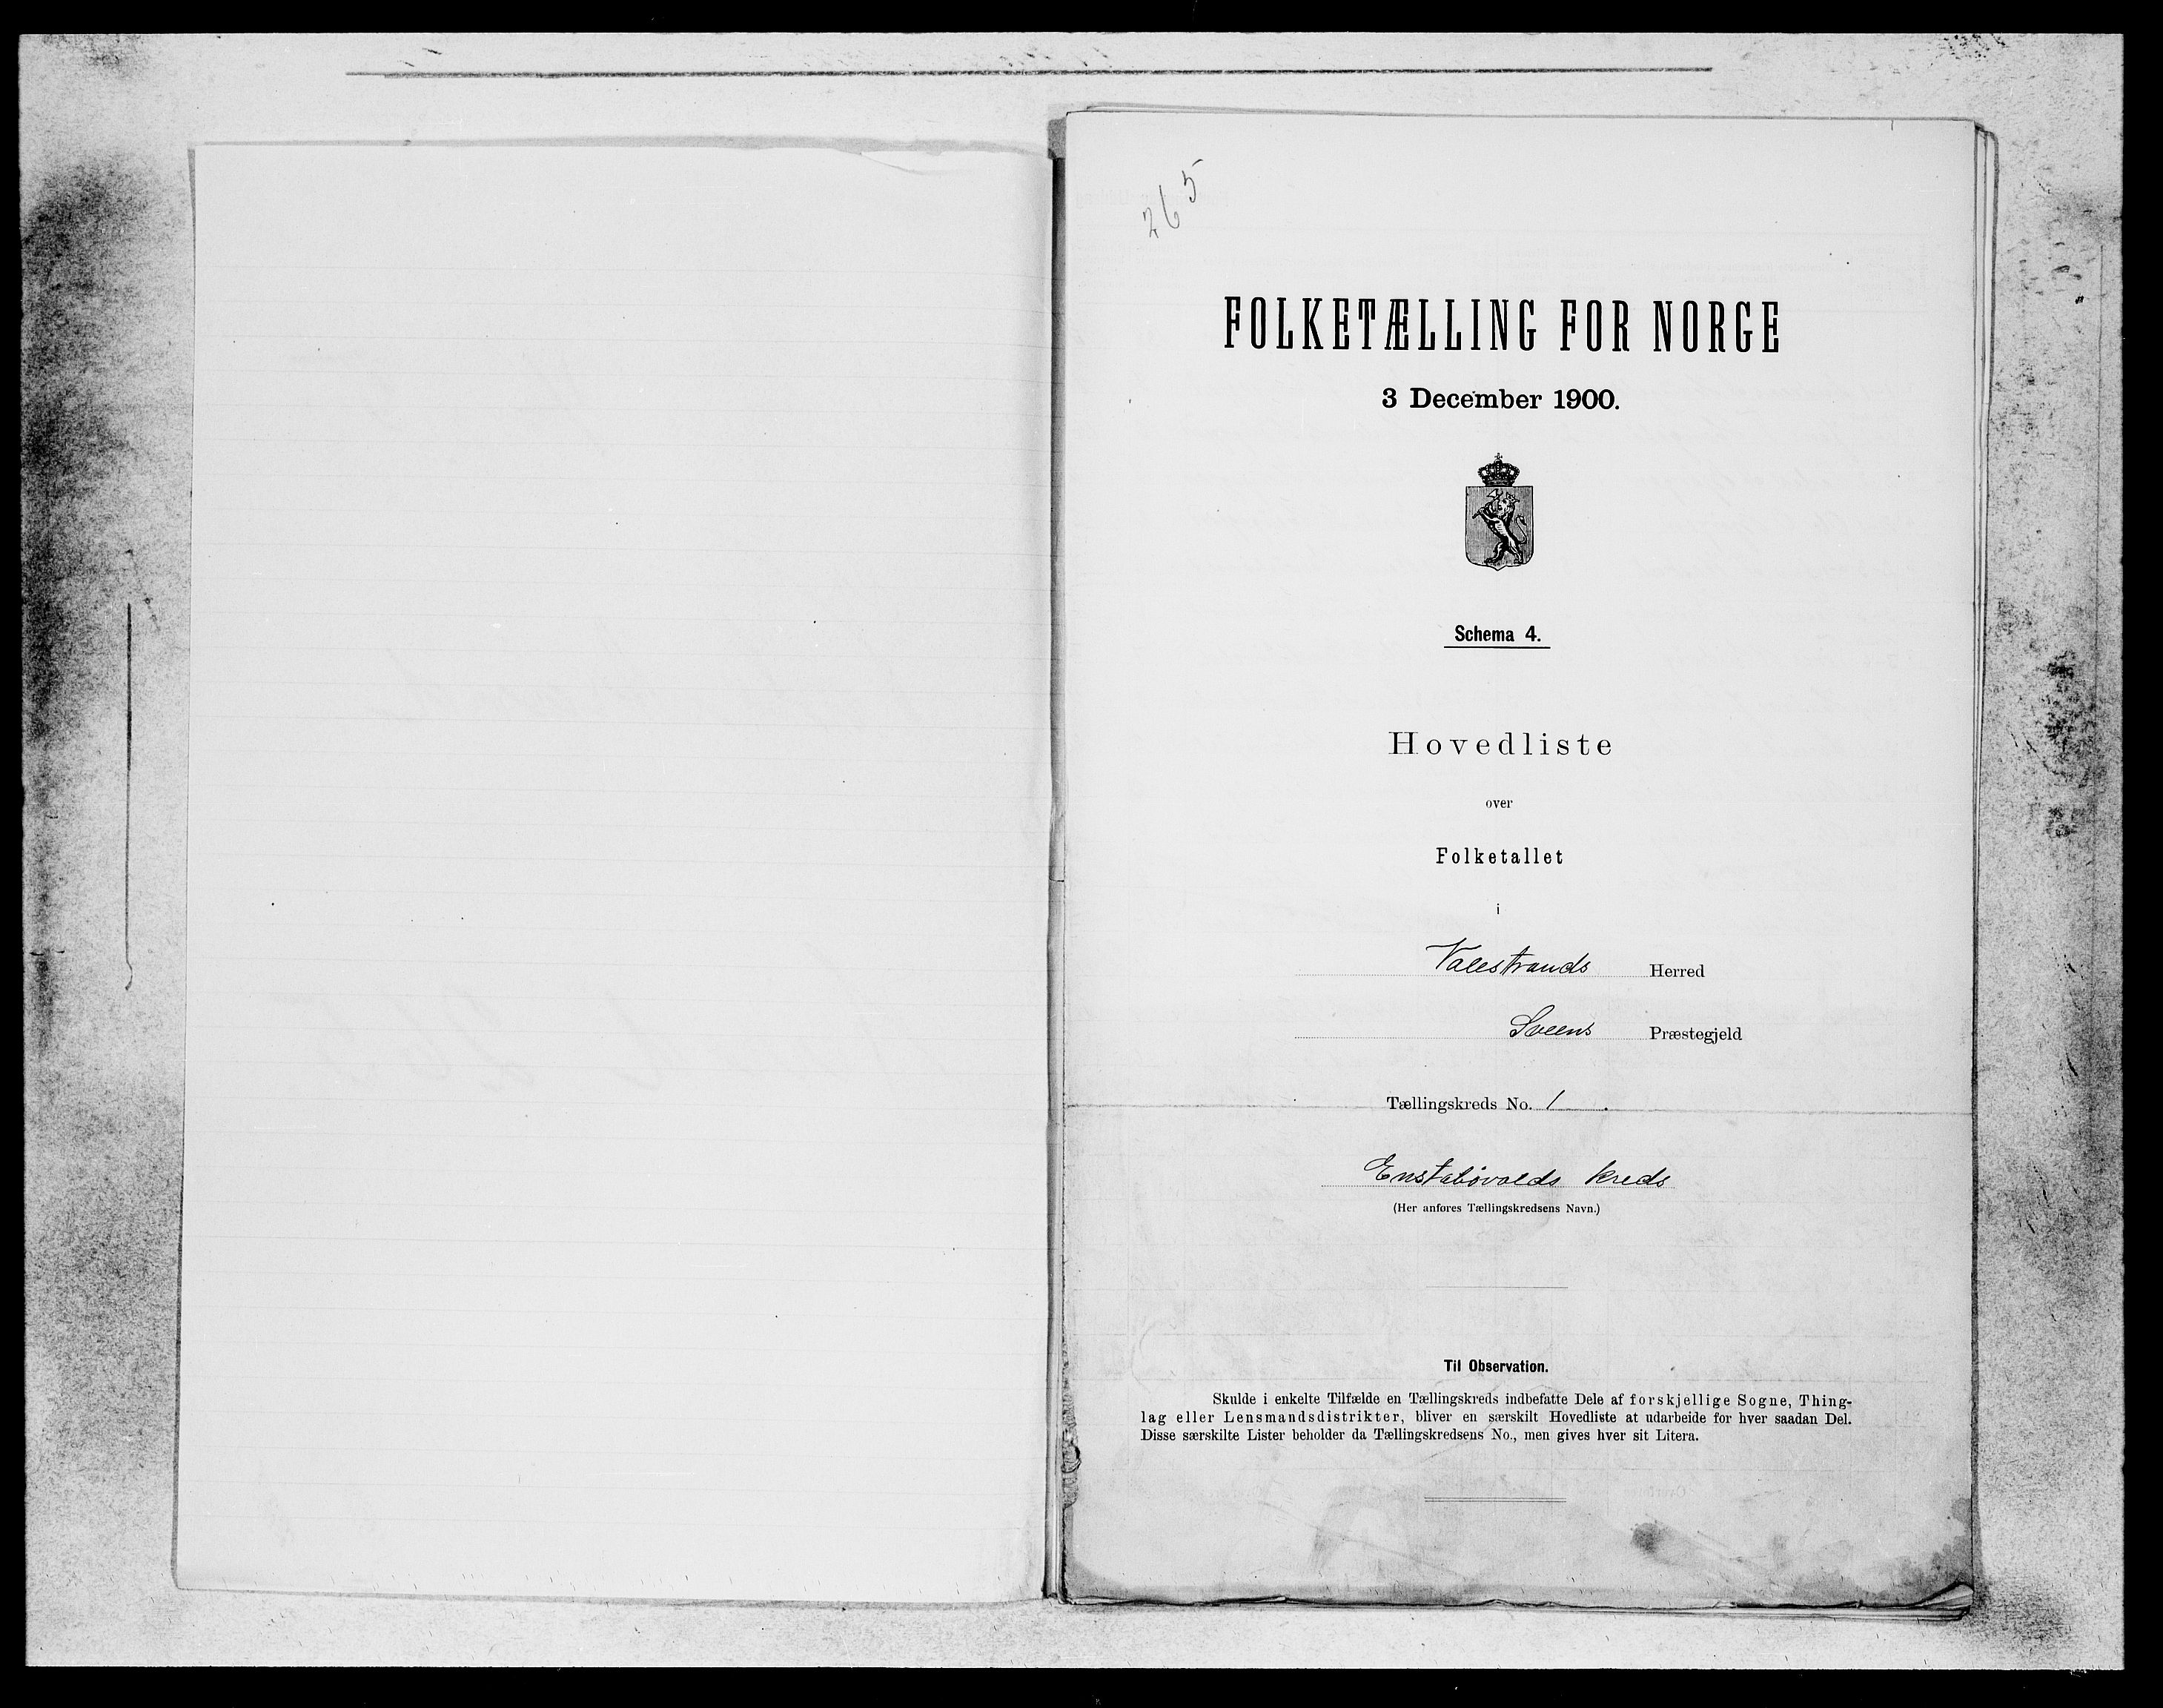 265
FOLKETÆLLING FOR NORGE
3 December 1900.
Schema 4.
Hovedliste
over
Folketallet
i
Valestrands Herred
Sveens Præstegjeld
Tællingskreds No. 1.
Enstabøvolds kreds
(Her anføres Tællingskredsens Navn.)
Til Observation.
Skulde i enkelte Tilfælde en Tællingskreds indbefatte Dele af forskjellige Sogne, Thing-
lag eller Lensmandsdistrikter, bliver en særskilt Hovedliste at udarbeide for hver saadan Del.
Disse særskilte Lister beholder da Tællingskredsens No., men gives hver sit Litera.